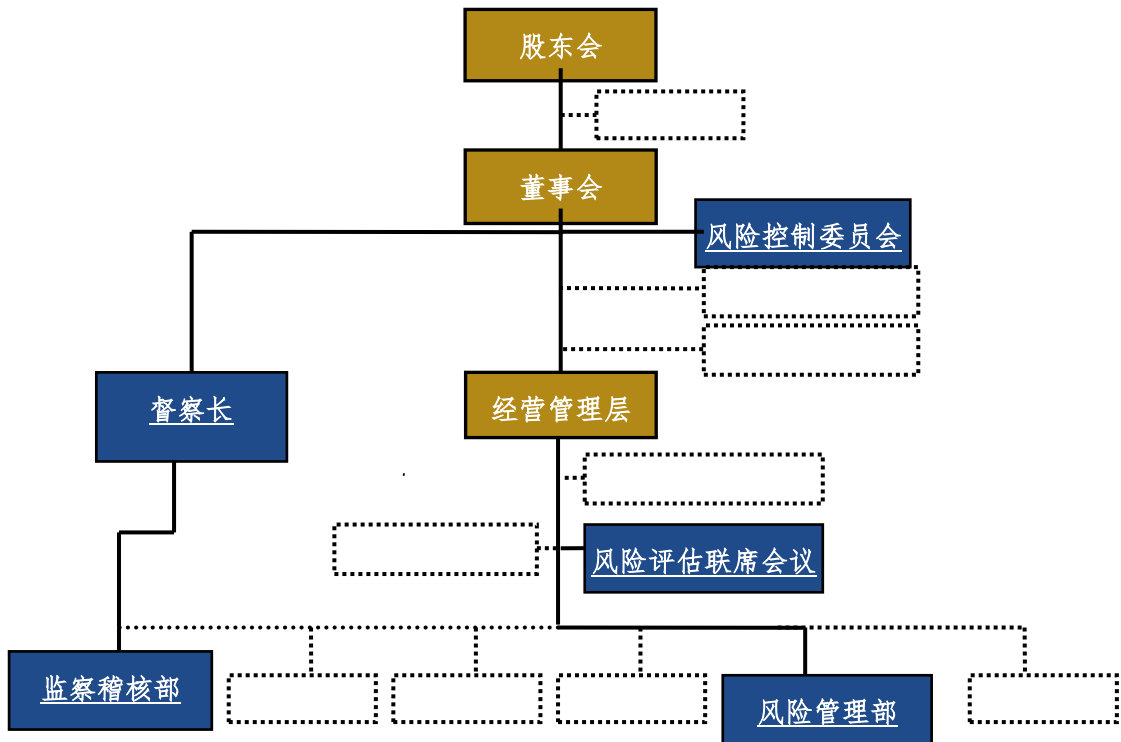 股东会
董事会
风险控制委员会
督察长
经营管理层
风险评估联席会议
监察稽核部
风险管理部